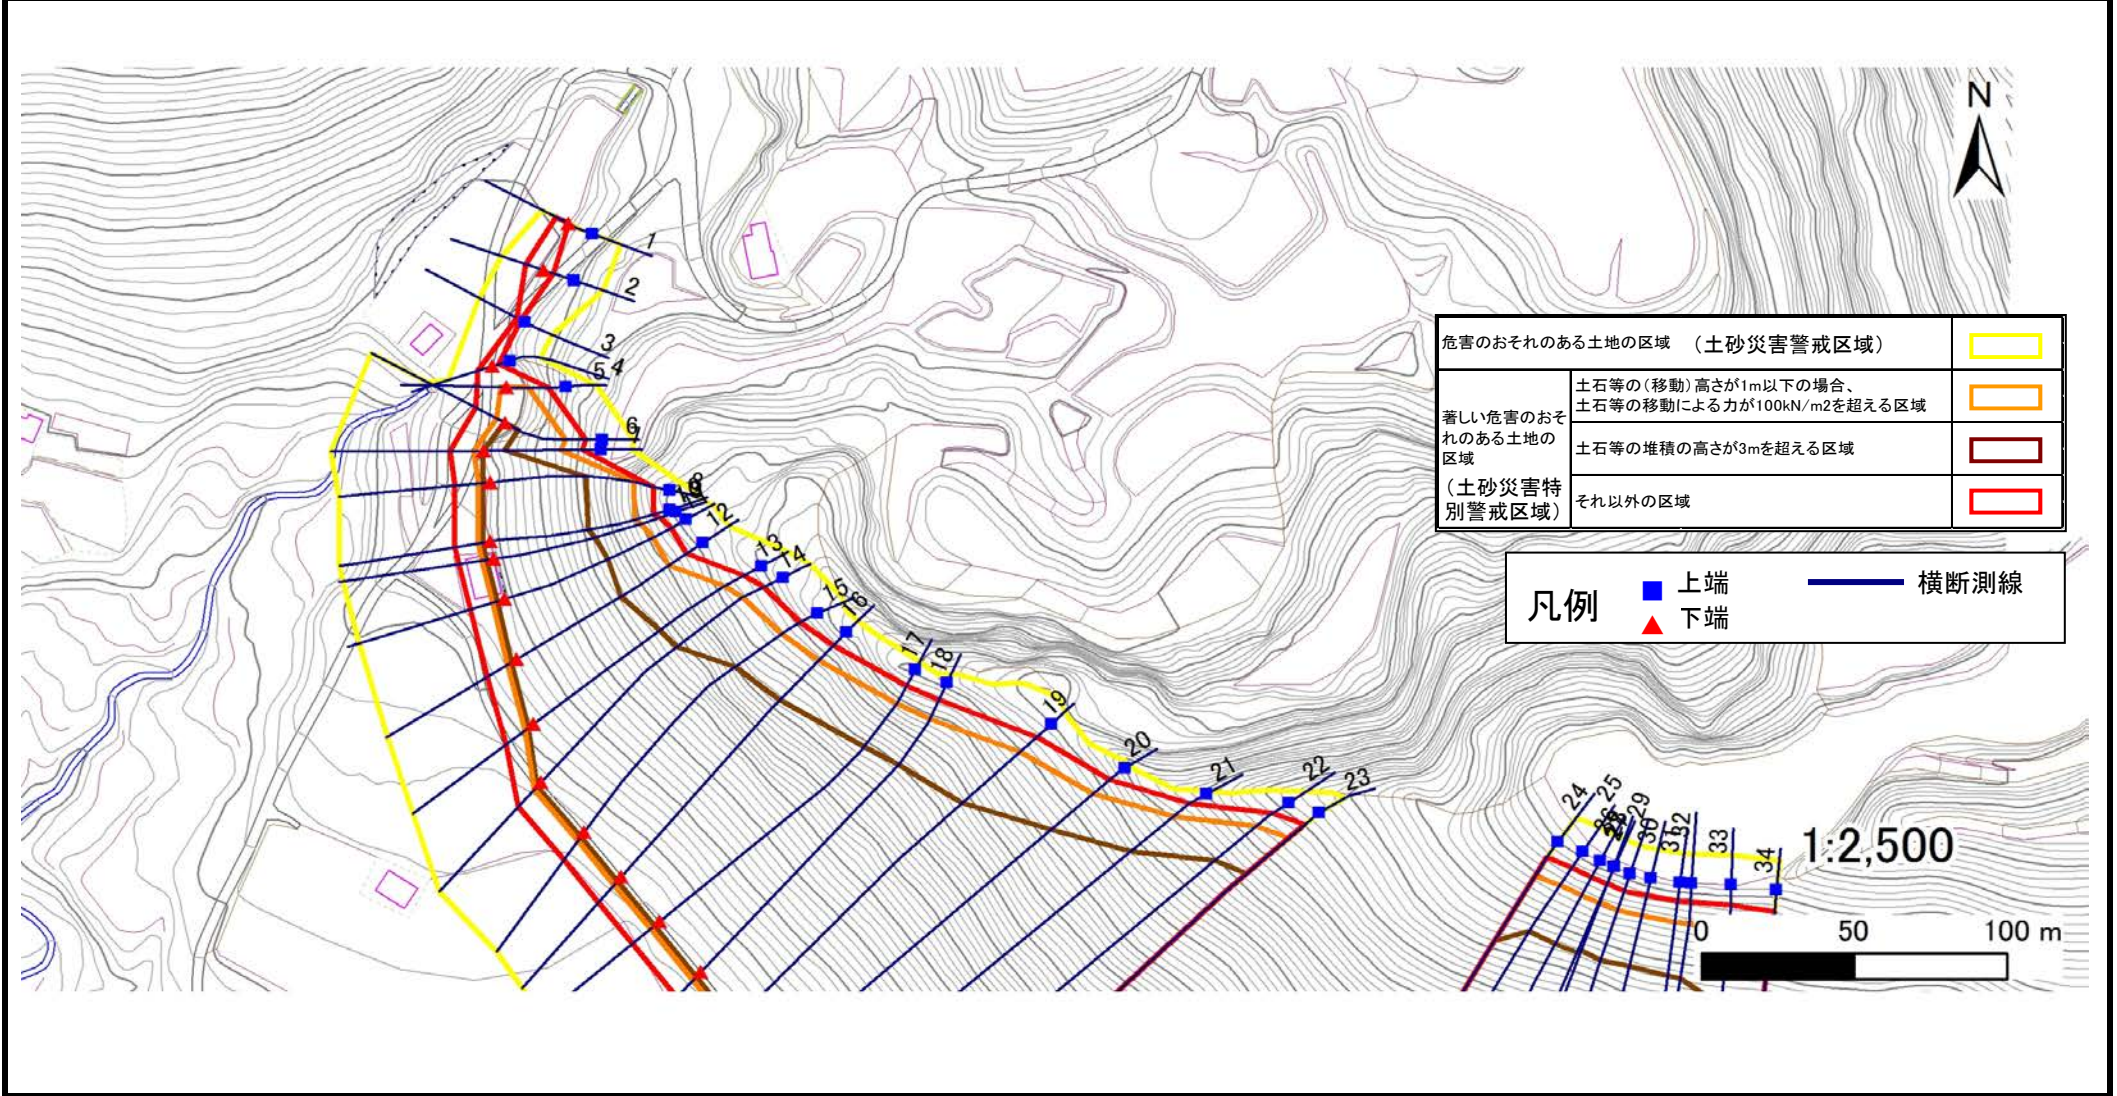 N
1
2
3
5 4
6
8
12
13
14
15
16
17
18
19
20
21
22
23
24
25
29
30
31
32
33
34
危害のおそれのある土地の区域 （土砂災害警戒区域）
著しい危害のおそ
れのある土地の
区域
（土砂災害特
別警戒区域）
土石等の（移動）高さが1m以下の場合、
土石等の移動による力が100kN/m2を超える区域
土石等の堆積の高さが3mを超える区域
それ以外の区域
凡例
上端
下端
横断測線
1:2,500
0 50 100 m